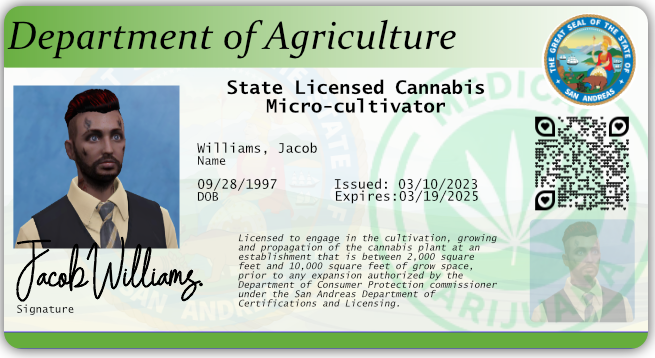 Department of Agriculture
THE GREAT SEAL OF THE STATE OF SAN ANDREAS
State Licensed Cannabis
Micro-cultivator
MEDICAL MARIJUANA
Williams, Jacob
Name
09/28/1997
DOB
Issued: 03/10/2023
Expires:03/19/2025
Licensed to engage in the cultivation, growing
and propagation of the cannabis plant at an
establishment that is between 2,000 square
feet and 10,000 square feet of grow space,
prior to any expansion authorized by the
Department of Consumer Protection commissioner
under the San Andreas Department of
Certifications and Licensing.
Jacob Williams.
Signature